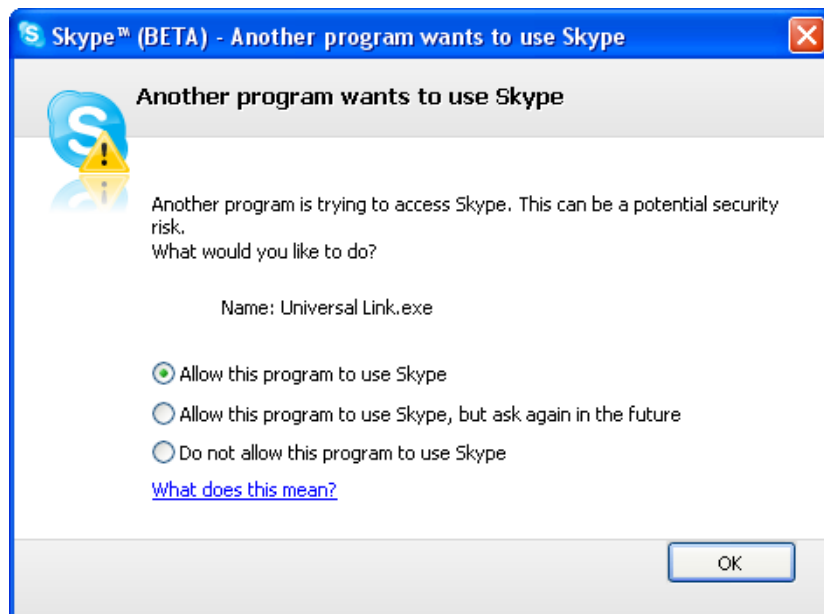 Skype™ (BETA) - Another program wants to use Skype
Another program wants to use Skype
Another program is trying to access Skype. This can be a potential security
risk.
What would you like to do?
Name: Universal Link.exe
Allow this program to use Skype
Allow this program to use Skype, but ask again in the future
Do not allow this program to use Skype
What does this mean?
OK